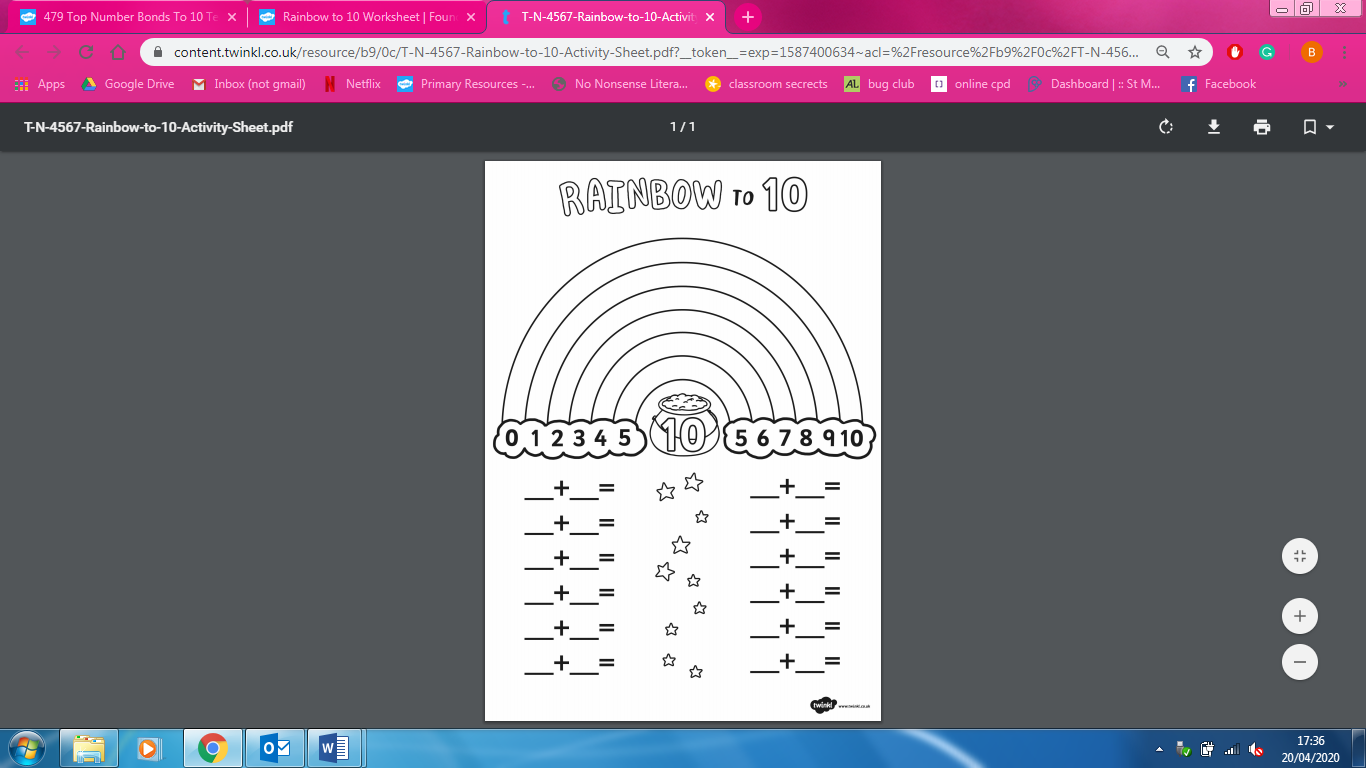 479 Top Number Bonds To 10 Te
Rainbow to 10 Worksheet | Foun
T-N-4567-Rainbow-to-10-Activity
content.twinkl.co.uk/resource/b9/0c/T-N-4567-Rainbow-to-10-Activity-Sheet.pdf?__token__=exp=1587400634~acl=%2Fresource%2Fb9%2F0c%2FT-N-456...
B
Apps Google Drive Inbox (not gmail) Netflix Primary Resources -... No Nonsense Litera... classroom secrects AL bug club online cpd Dashboard | :: St M... Facebook »
T-N-4567-Rainbow-to-10-Activity-Sheet.pdf 1 / 1
RAINBOW TO 10
0 1 2 3 4 5 10 5 6 7 8 9 10
__+__= __+__=
__+__= __+__=
__+__= __+__=
__+__= __+__=
__+__= __+__=
__+__= __+__=
twinkl www.twinkl.co.uk
17:36
20/04/2020